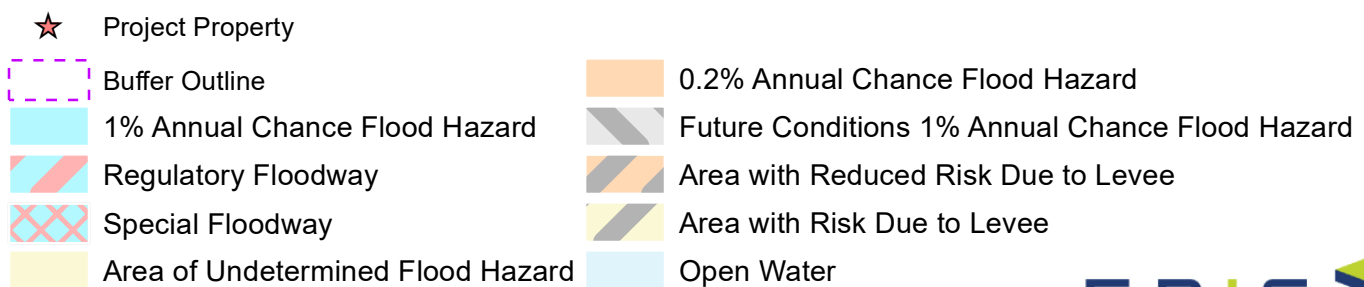 Project Property
Buffer Outline
1% Annual Chance Flood Hazard
Regulatory Floodway
Special Floodway
Area of Undetermined Flood Hazard
0.2% Annual Chance Flood Hazard
Future Conditions 1% Annual Chance Flood Hazard
Area with Reduced Risk Due to Levee
Area with Risk Due to Levee
Open Water